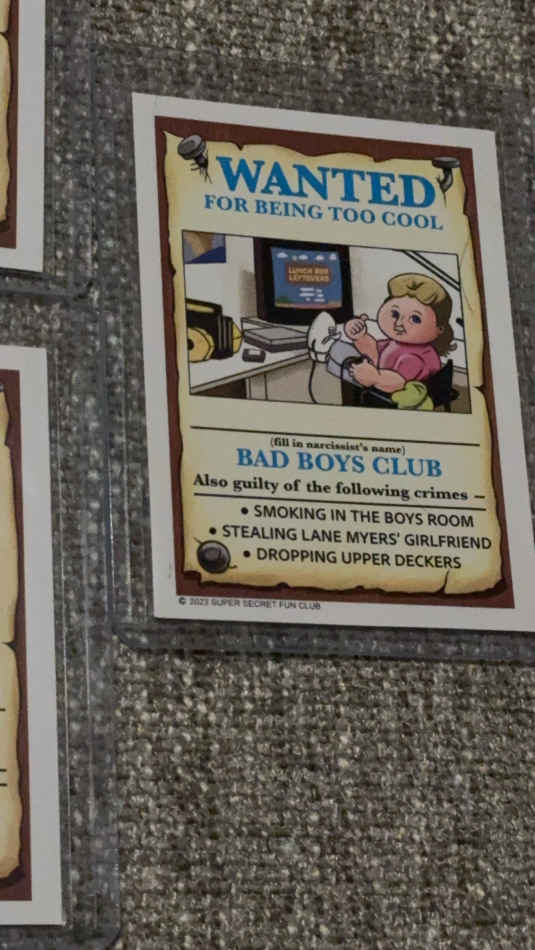 WANTED
FOR BEING TOO COOL
LUNCH BOX
LEFTOVERS
(fill in narcissist's name)
BAD BOYS CLUB
Also guilty of the following crimes –
• SMOKING IN THE BOYS ROOM
• STEALING LANE MYERS' GIRLFRIEND
• DROPPING UPPER DECKERS
© 2023 SUPER SECRET FUN CLUB